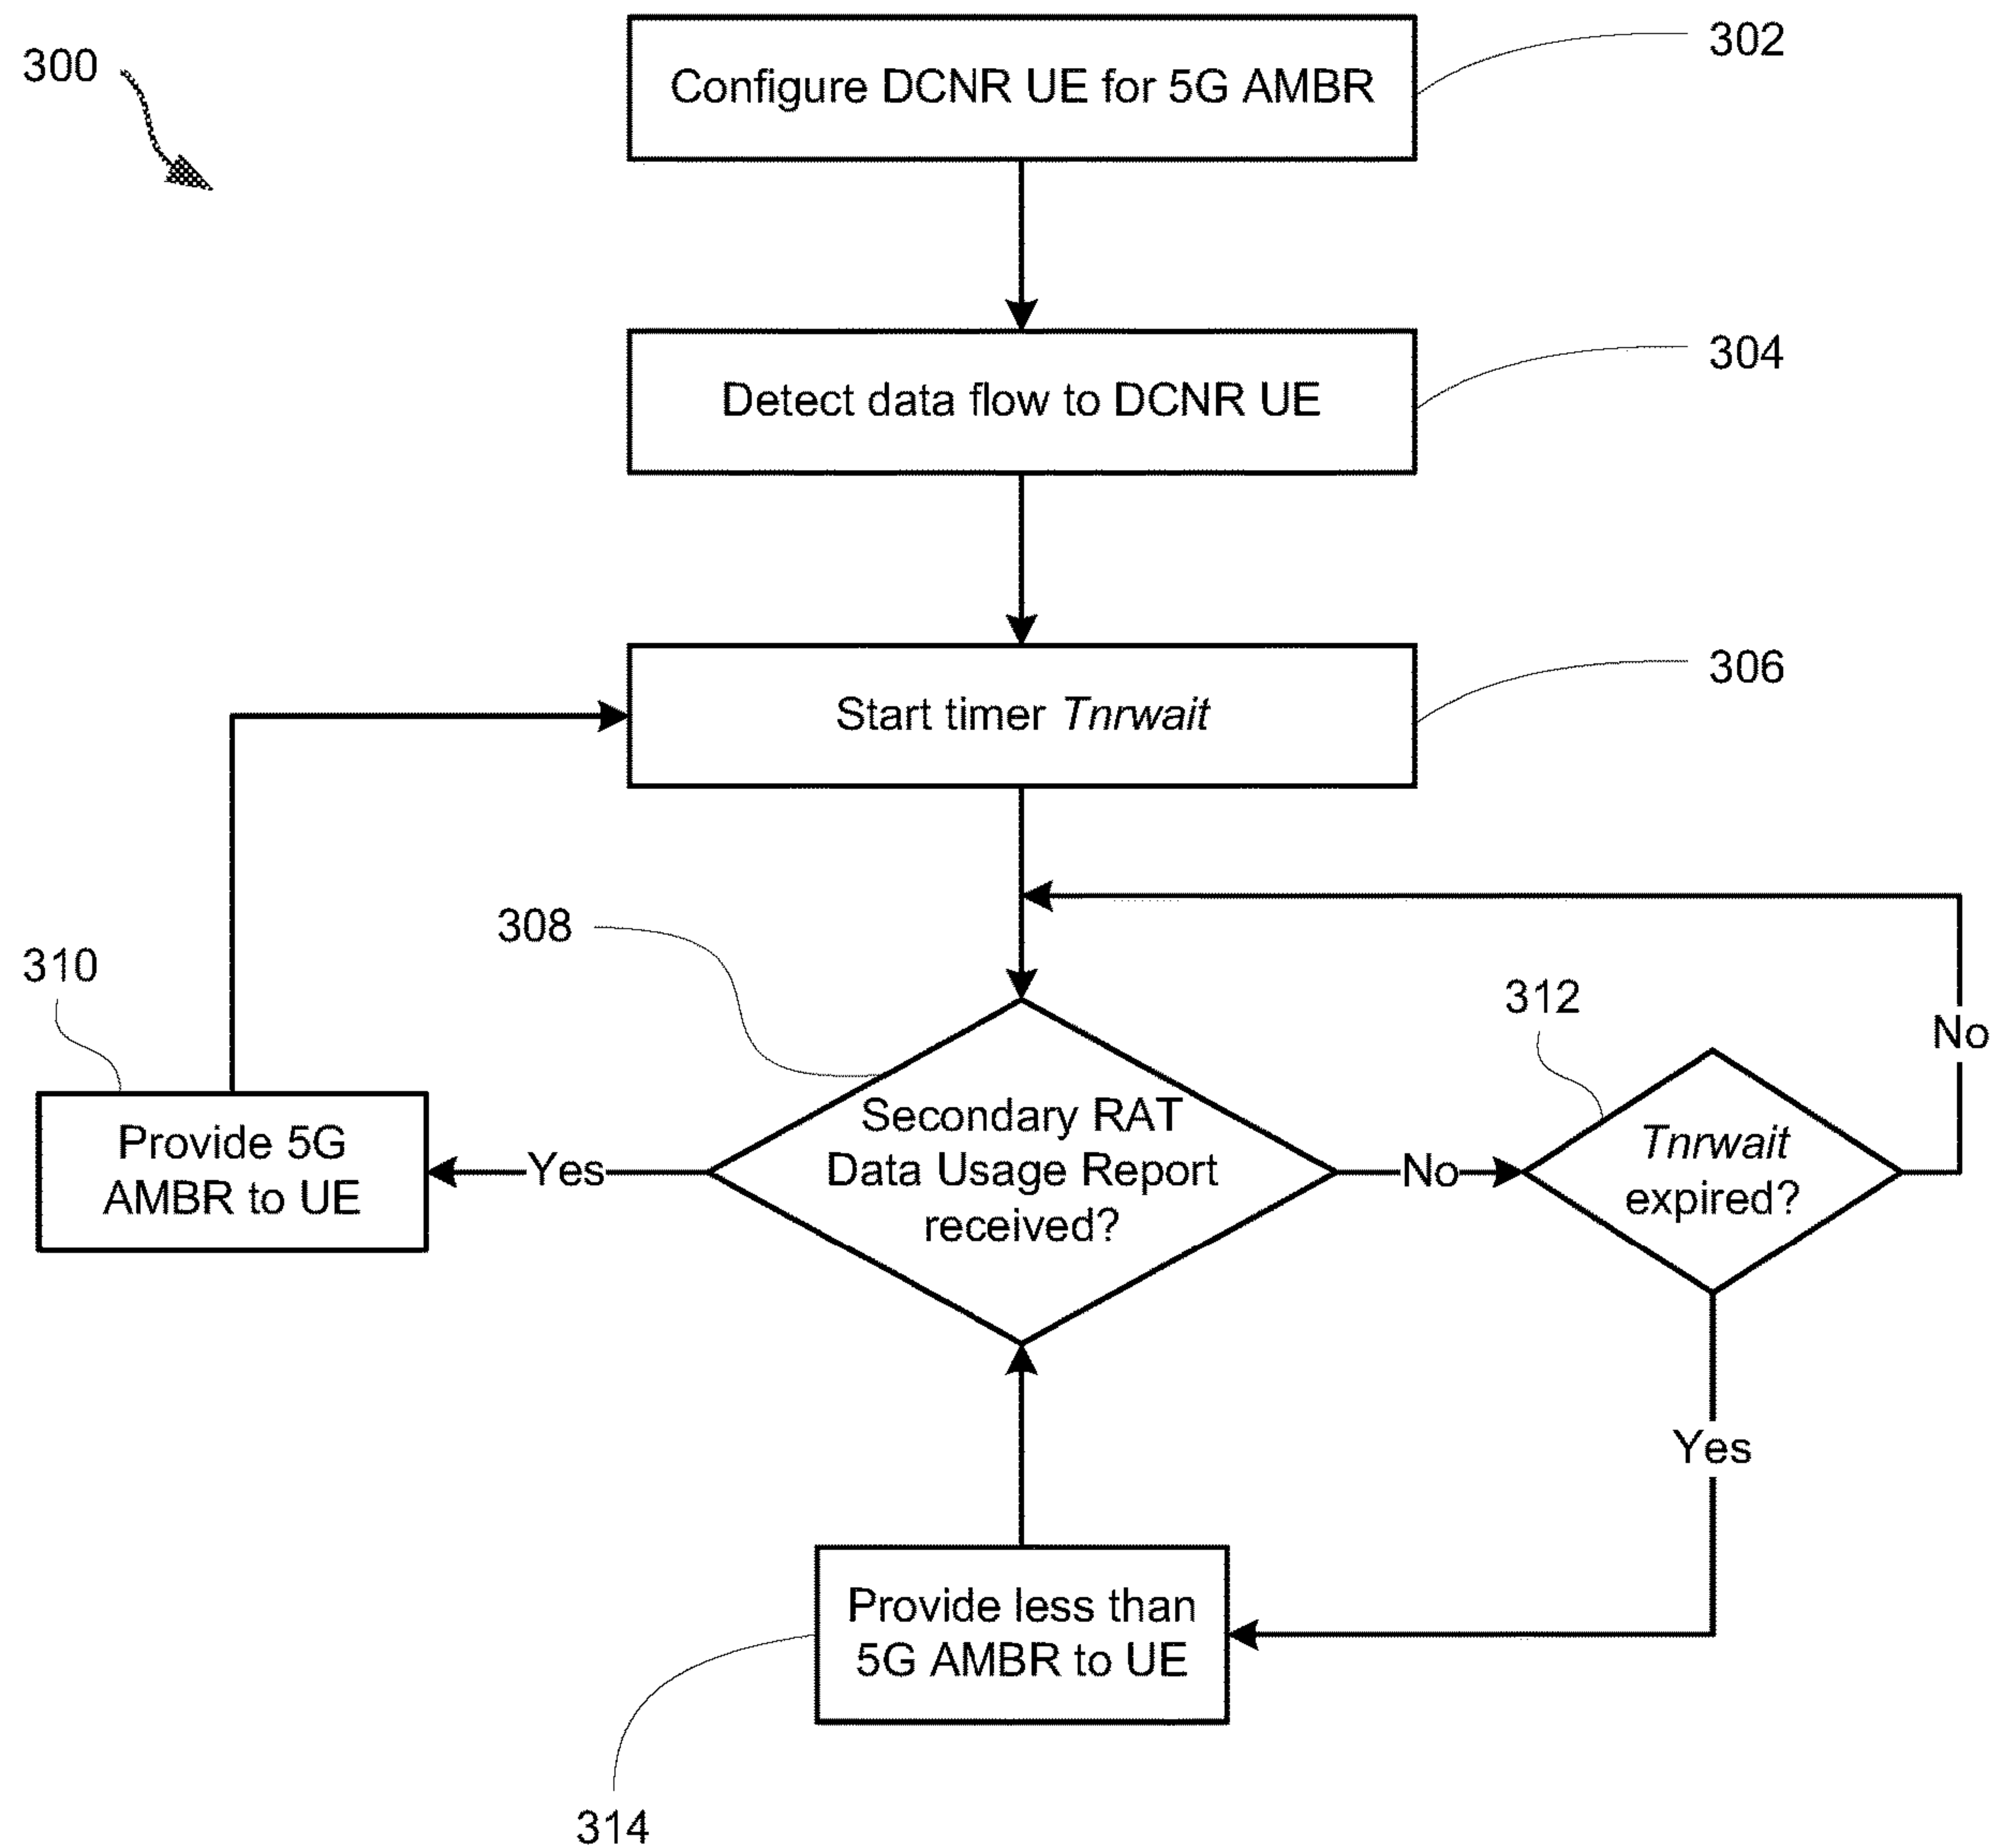 300
302
Configure DCNR UE for 5G AMBR
304
Detect data flow to DCNR UE
306
Start timer Tnrwait
308
310
312
No
Secondary RAT
Data Usage Report
received?
Provide 5G
AMBR to UE
Yes
No
Tnrwait
expired?
Yes
Provide less than
5G AMBR to UE
314